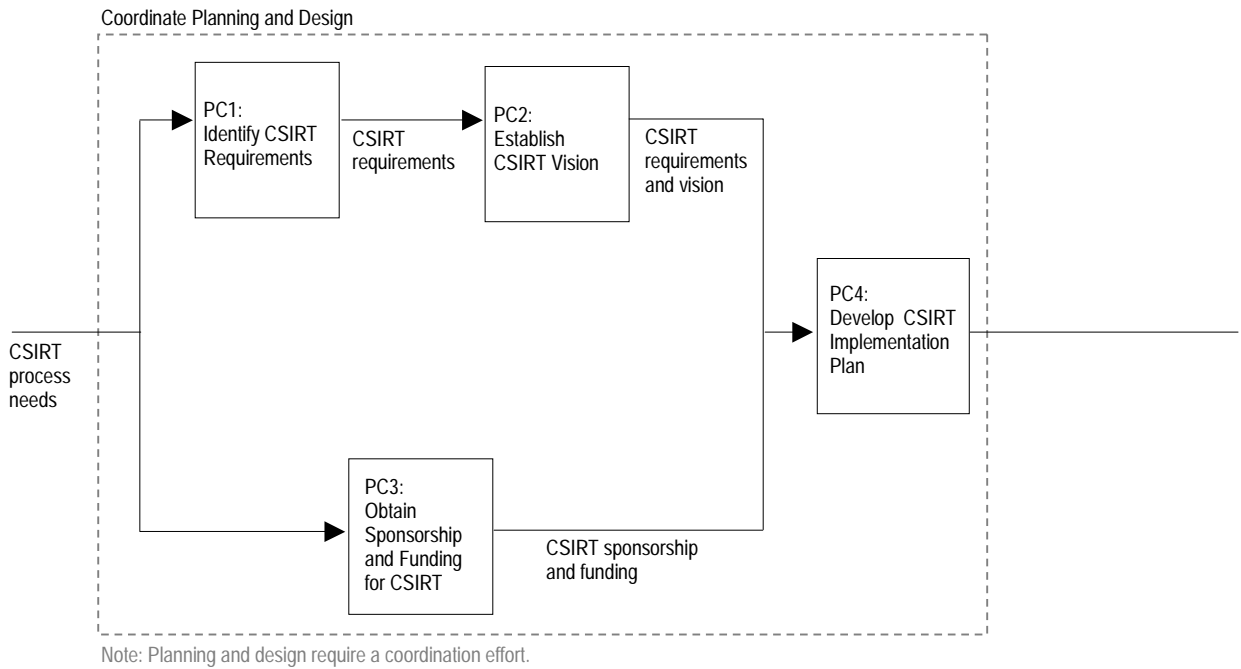 Coordinate Planning and Design
PC1:
Identify CSIRT
Requirements
CSIRT
requirements
PC2:
Establish
CSIRT Vision
CSIRT
requirements
and vision
PC4:
Develop CSIRT
Implementation
Plan
CSIRT
process
needs
PC3:
Obtain
Sponsorship
and Funding
for CSIRT
CSIRT sponsorship
and funding
Note: Planning and design require a coordination effort.